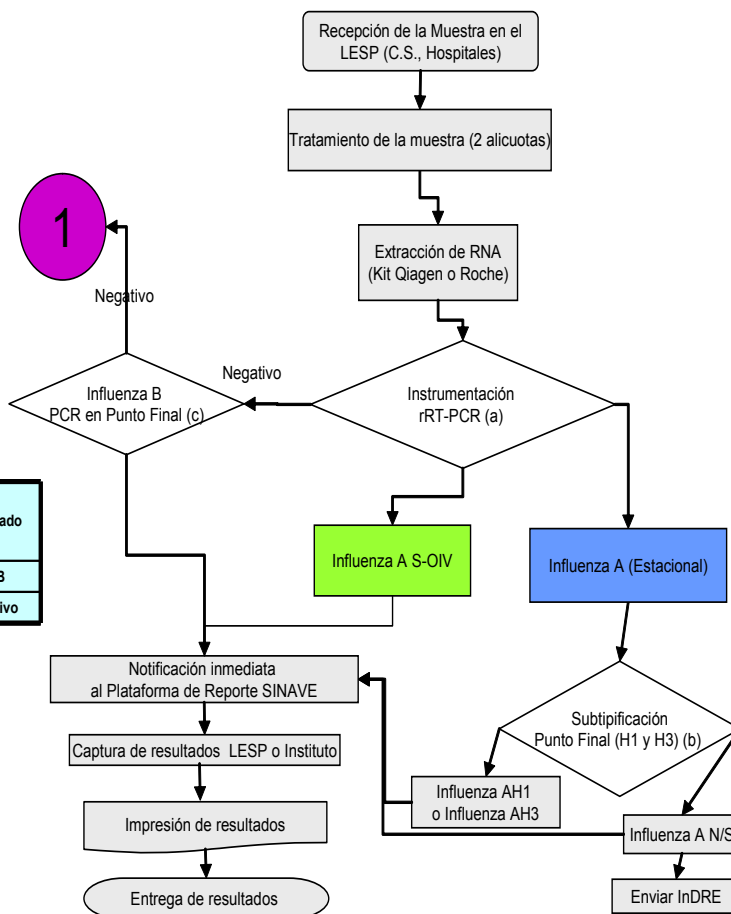 Recepción de la Muestra en el
LESP (C.S., Hospitales)
Tratamiento de la muestra (2 alicuotas)
1
Extracción de RNA
(Kit Qiagen o Roche)
Negativo
Negativo
Influenza B
PCR en Punto Final (c)
Instrumentación
rRT-PCR (a)
ado
B
ivo
Influenza A S-OIV
Influenza A (Estacional)
Notificación inmediata
al Plataforma de Reporte SINAVE
Subtipificación
Punto Final (H1 y H3) (b)
Captura de resultados LESP o Instituto
Influenza AH1
o Influenza AH3
Impresión de resultados
Influenza A N/S
Entrega de resultados
Enviar InDRE